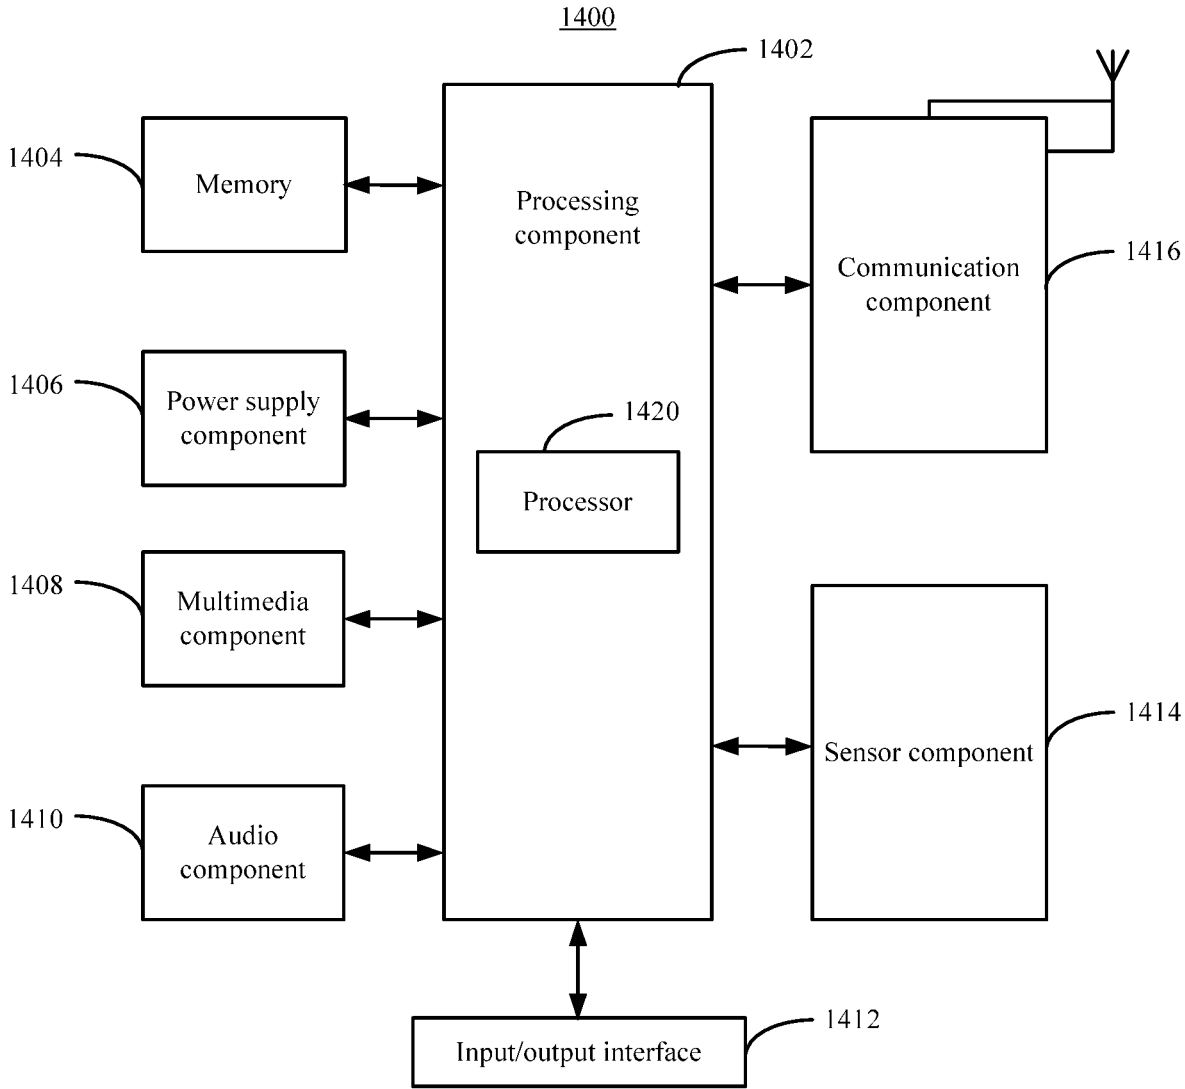 1400
1402
1404
Memory
Processing
component
1416
Communication
component
1406
Power supply
component
1420
Processor
1408
Multimedia
component
1414
Sensor component
1410
Audio
component
1412
Input/output interface